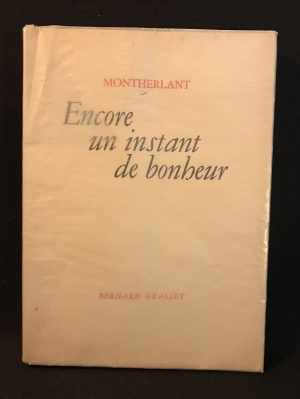 MONTHERLANT
Encore
un instant
de bonheur
BERNARD GRASSET